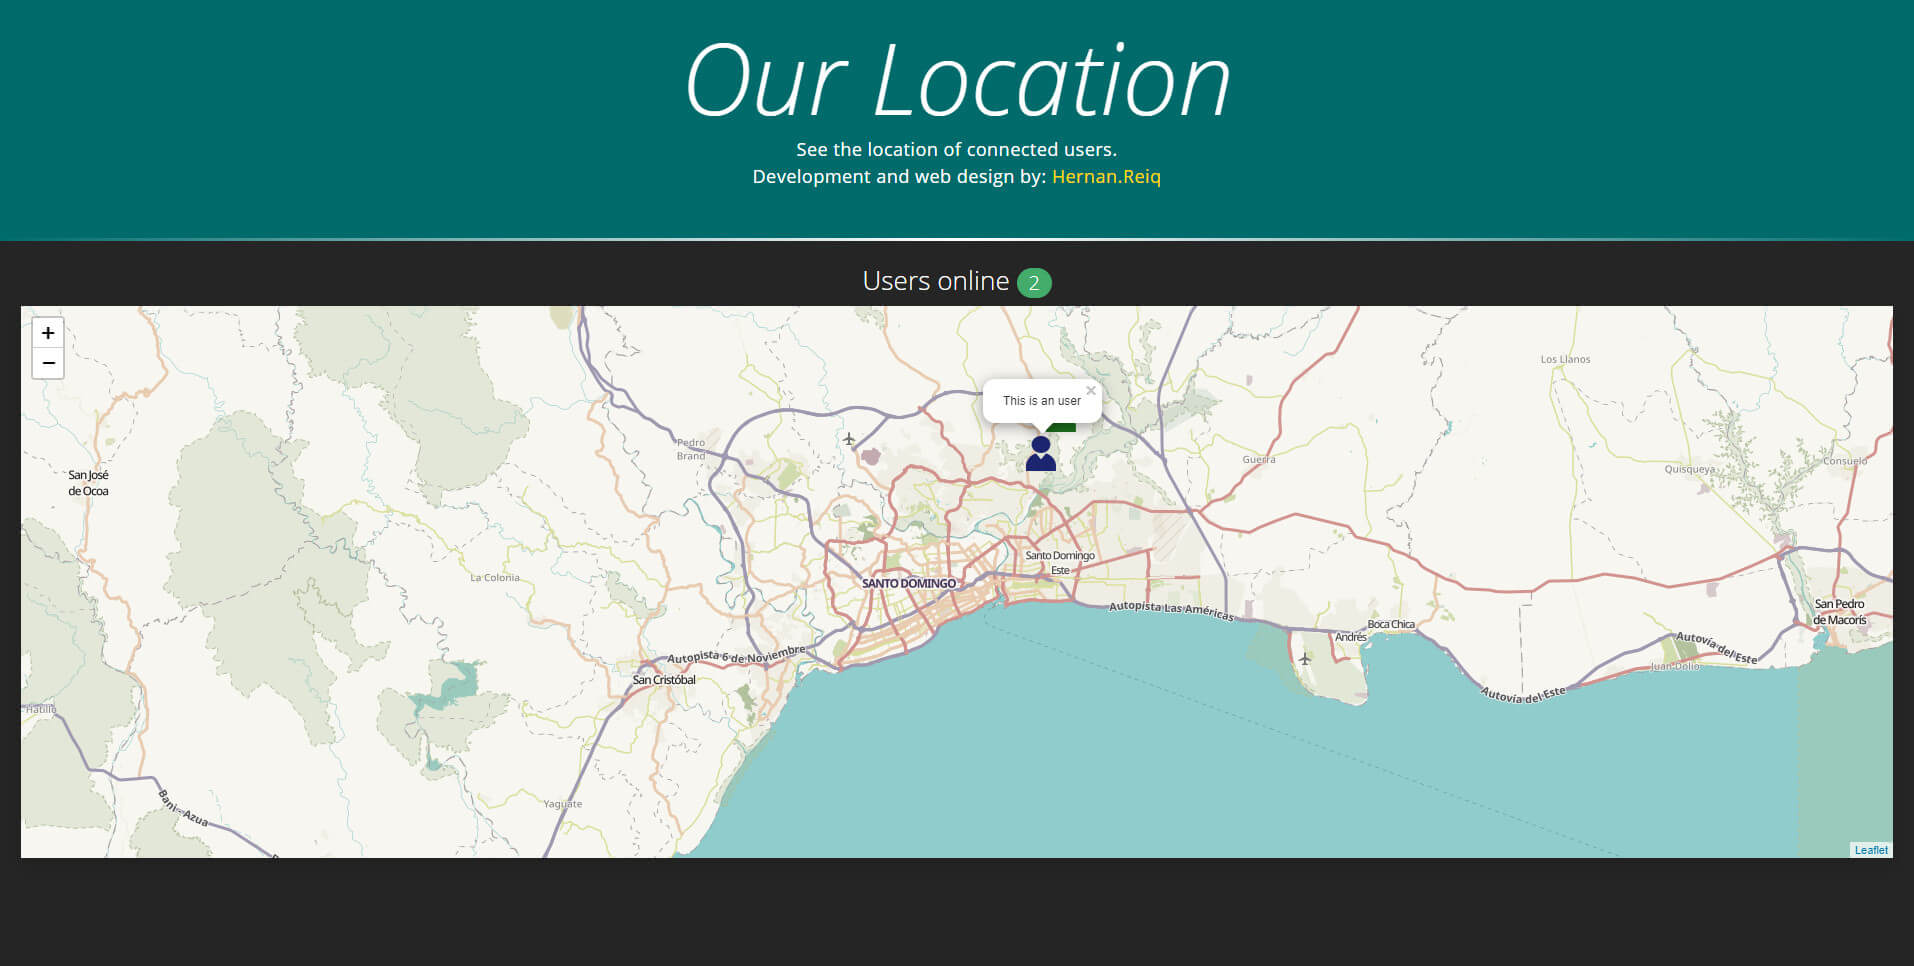 Our Location
See the location of connected users.
Development and web design by: Hernan.Reiq
Users online 2
+
−
Los Llanos
This is an user ×
Pedro
Brand
Guerra
Consuelo
Quisqueya
San José
de Ocoa
Santo Domingo
Este
La Colonia
SANTO DOMINGO
Autopista Las Américas
San Pedro
de Macorís
Boca Chica
Andrés
Autovía del Este
Autopista 6 de Noviembre
Juan Dolio
San Cristóbal
Autovía del Este
Hatillo
Yaguate
Bani - Azua
Leaflet